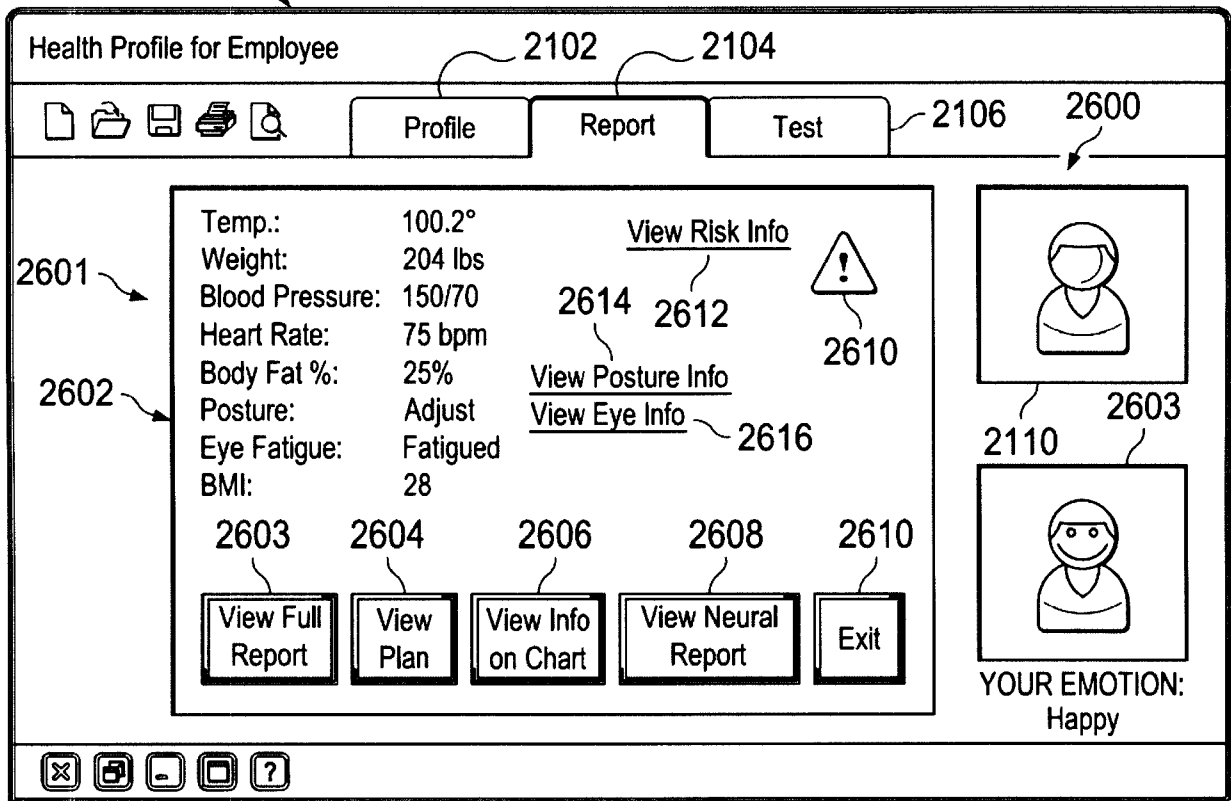 Health Profile for Employee
2102
2104
Profile
Report
Test
2106
2600
Temp.: 100.2°
View Risk Info
Weight: 204 lbs
2601
Blood Pressure: 150/70
2614
2612
Heart Rate: 75 bpm
2610
Body Fat %: 25%
View Posture Info
2602
Posture: Adjust
View Eye Info
2616
2603
Eye Fatigue: Fatigued
2110
BMI: 28
2603
2604
2606
2608
2610
View Full
Report
View
Plan
View Info
on Chart
View Neural
Report
Exit
YOUR EMOTION:
Happy
?